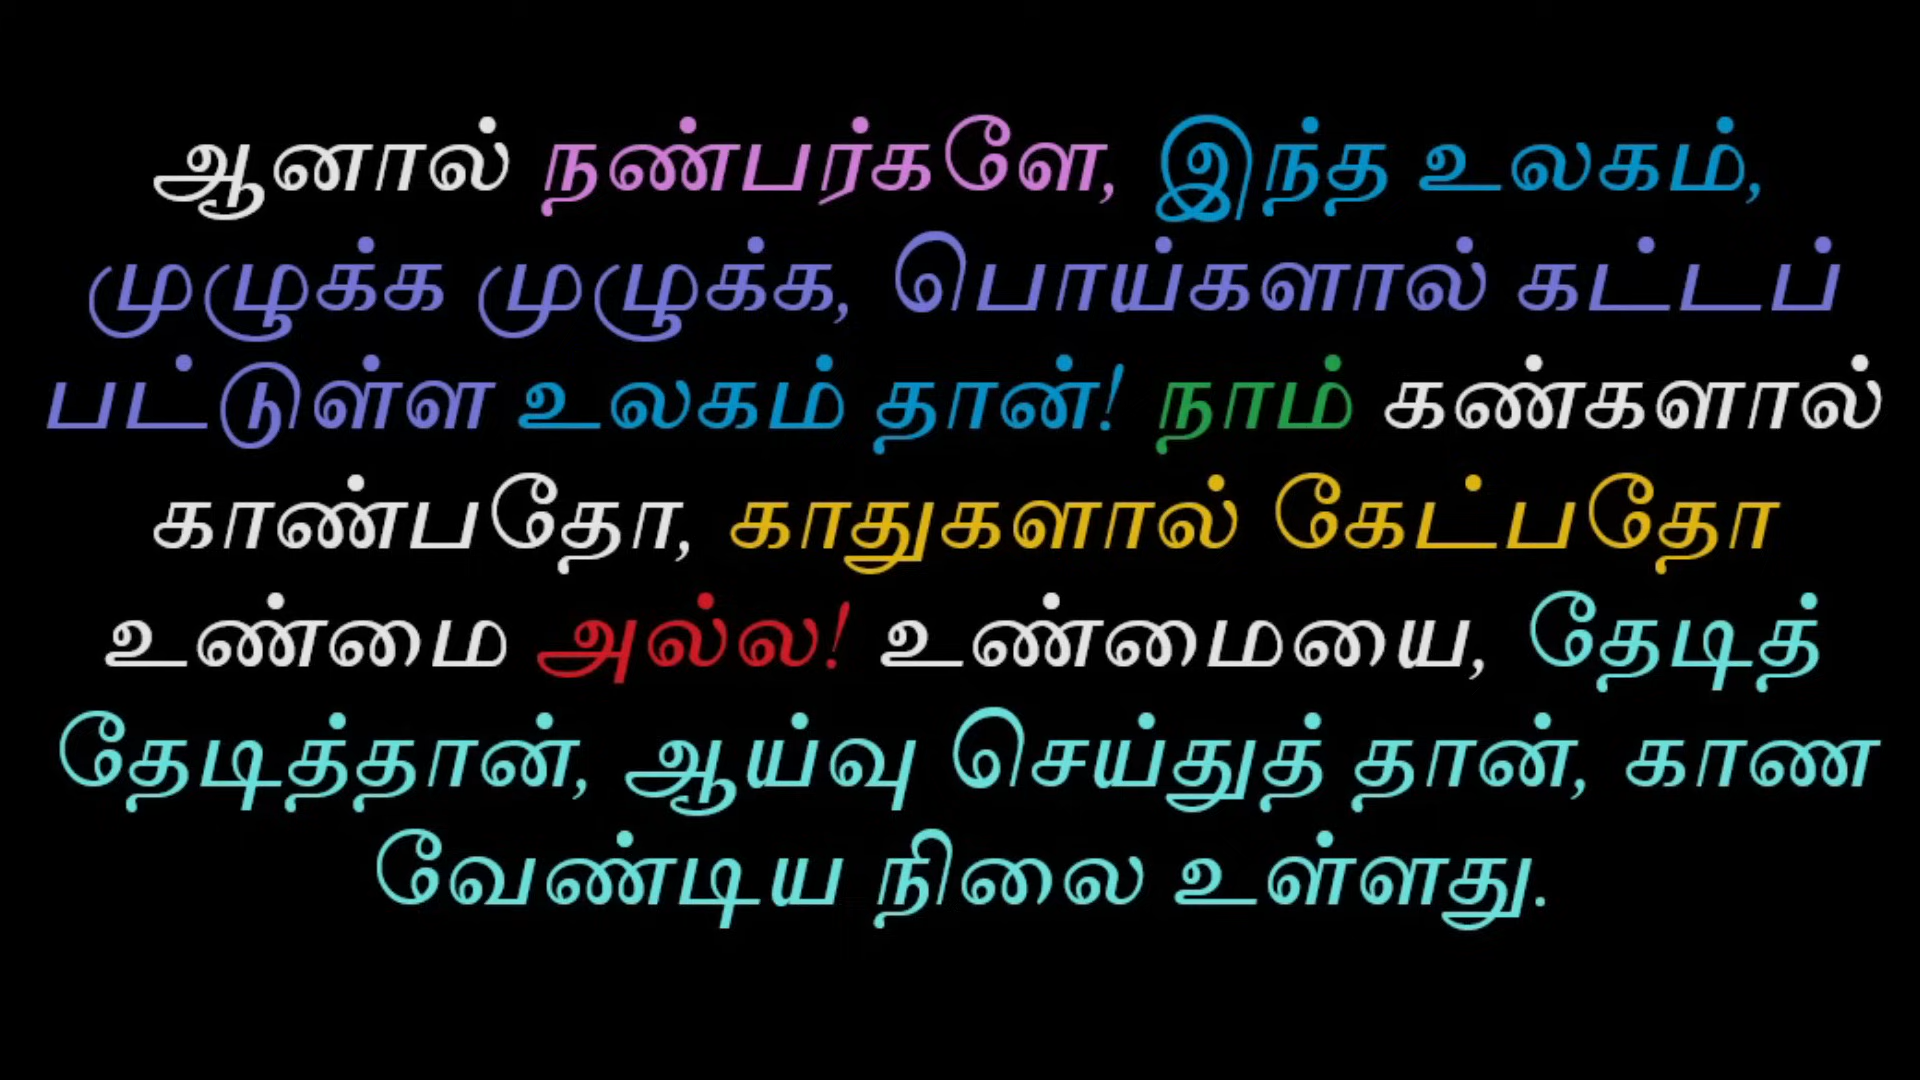 ஆனால் நண்பர்களே, இந்த உலகம்,
முழுக்க முழுக்க, பொய்களால் கட்டப்
பட்டுள்ள உலகம் தான்! நாம் கண்களால்
காண்பதோ, காதுகளால் கேட்பதோ
உண்மை அல்ல! உண்மையை, தேடித்
தேடித்தான், ஆய்வு செய்துத் தான், காண
வேண்டிய நிலை உள்ளது.